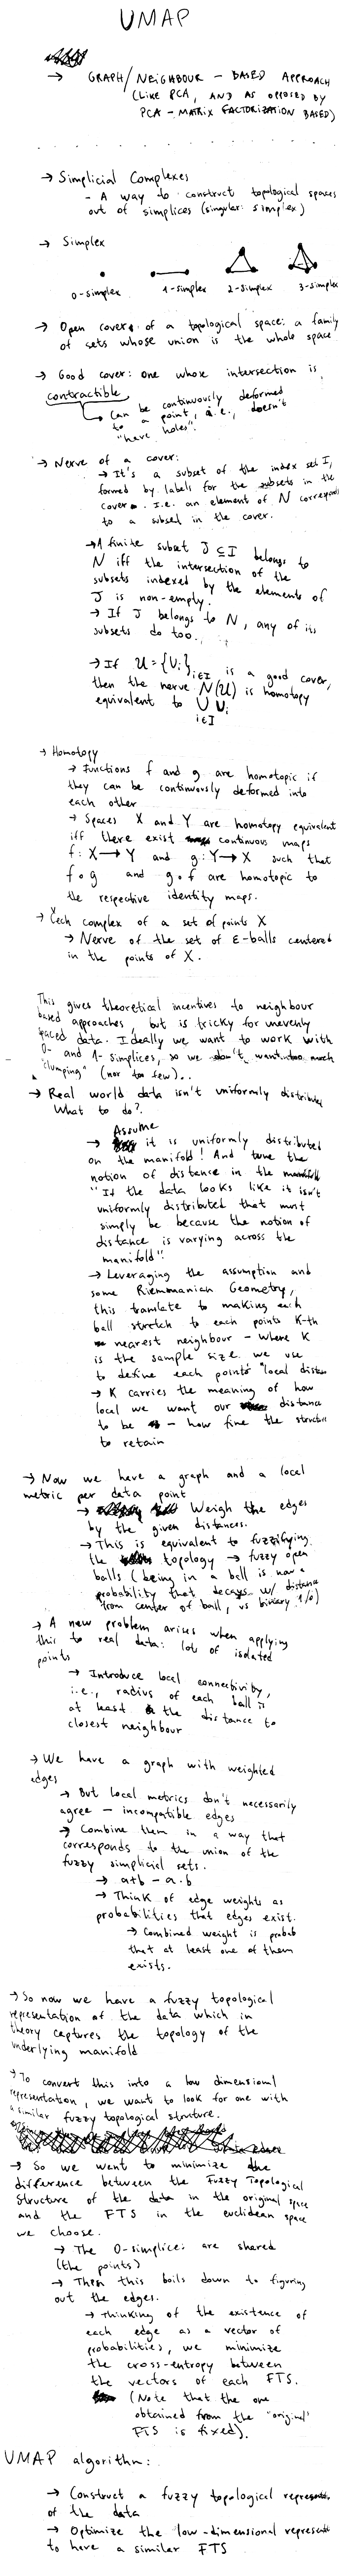 UMAP
→ GRAPH/NEIGHBOUR - BASED APPROACH
(LIKE PCA, AND AS OPPOSED BY
PCA - MATRIX FACTORIZATION BASED)
→ Simplicial Complexes
- A way to construct topological spaces
out of simplices (singular: simplex)
→ Simplex
0-simplex 1-simplex 2-simplex 3-simplex
→ Open covers of a topological space: a family
of sets whose union is the whole space
→ Good cover: one whose intersection is
contractible
→ Can be continuously deformed
to a point, i.e., doesn't
"have holes".
→ Nerve of a cover:
→ It's a subset of the index set I,
formed by labels for the subsets in the
cover. I.e. an element of N corresponds
to a subset in the cover.
→ A finite subset J ⊆ I belongs to
N iff the intersection of the
subsets indexed by the elements of
J is non-empty.
→ If J belongs to N, any of its
subsets do too.
→ If U = {Ui}i∈I is a good cover,
then the nerve N(U) is homotopy
equivalent to ⋃ Ui
i∈I
→ Homotopy
→ Functions f and g are homotopic if
they can be continuously deformed into
each other
→ Spaces X and Y are homotopy equivalent
iff there exist continuous maps
f: X → Y and g: Y → X such that
f∘g and g∘f are homotopic to
the respective identity maps.
→ Čech complex of a set of points X
→ Nerve of the set of ε-balls centered
in the points of X.
This gives theoretical incentives to neighbour
based approaches, but is tricky for unevenly
spaced data. Ideally we want to work with
0- and 1- simplices, so we don't want too much
"clumping" (nor too few)..
→ Real world data isn't uniformly distributed
What to do?
Assume
→ it is uniformly distributed
on the manifold! And tune the
notion of distance in the
"If the data looks like it isn't
uniformly distributed that must
simply be because the notion of
distance is varying across the
manifold".
→ Leveraging the assumption and
some Riemmanian Geometry,
this translate to making each
ball stretch to each points K-th
nearest neighbour - where K
is the sample size we use
to define each points "local distan
→ K carries the meaning of how
local we want our distance
to be - how fine the structure
to retain
→ Now we have a graph and a local
metric per data point
→ Weigh the edges
by the given distances.
→ This is equivalent to fuzzifying
the topology → fuzzy open
balls (being in a ball is now a
probability that decays w/ distance
from center of ball, vs binary 1/0)
→ A new problem arises when applying
this to real data: lots of isolated
points
→ Introduce local connectivity,
i.e., radius of each ball is
at least the distance to
closest neighbour
→ We have a graph with weighted
edges
→ But local metrics don't necessarily
agree - incompatible edges
→ Combine them in a way that
corresponds to the union of the
fuzzy simplicial sets.
→ a+b - a.b
→ Think of edge weights as
probabilities that edges exist.
→ Combined weight is probab
that at least one of them
exists.
→ So now we have a fuzzy topological
representation of the data which in
theory captures the topology of the
underlying manifold
→ To convert this into a low dimensional
representation, we want to look for one with
a similar fuzzy topological struture.
→ So we went to minimize the
difference between the Fuzzy Topological
Structure of the data in the original space
and the FTS in the euclidean space
we choose.
→ The 0-simplices are shared
(the points)
→ Then this boils down to figuring
out the edges.
→ Thinking of the existence of
each edge as a vector of
probabilities, we minimize
the cross-entropy between
the vectors of each FTS.
(Note that the one
obtained from the "original"
FTS is fixed).
UMAP algorithm:
→ Construct a fuzzy topological represent
of the data
→ Optimize the low-dimensional represent
to have a similar FTS